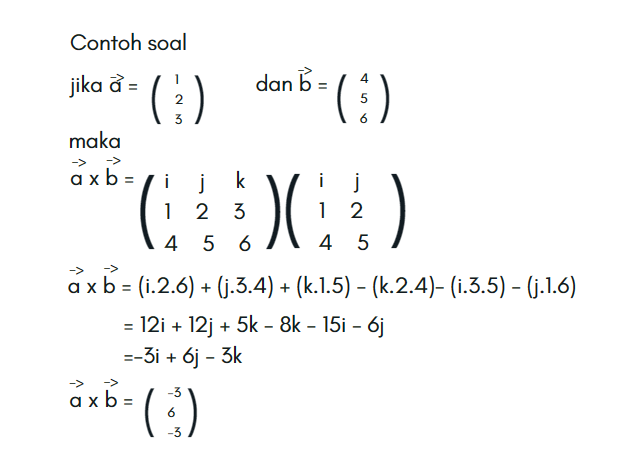 Contoh soal
jika a⃗ = ( 1 2 3 ) dan b⃗ = ( 4 5 6 )
maka
a⃗ x b⃗ = ( i j k ) ( i j )
1 2 3 1 2
4 5 6 4 5
a⃗ x b⃗ = (i.2.6) + (j.3.4) + (k.1.5) – (k.2.4)– (i.3.5) – (j.1.6)
= 12i + 12j + 5k – 8k – 15i – 6j
=–3i + 6j – 3k
a⃗ x b⃗ = ( -3 6 -3 )